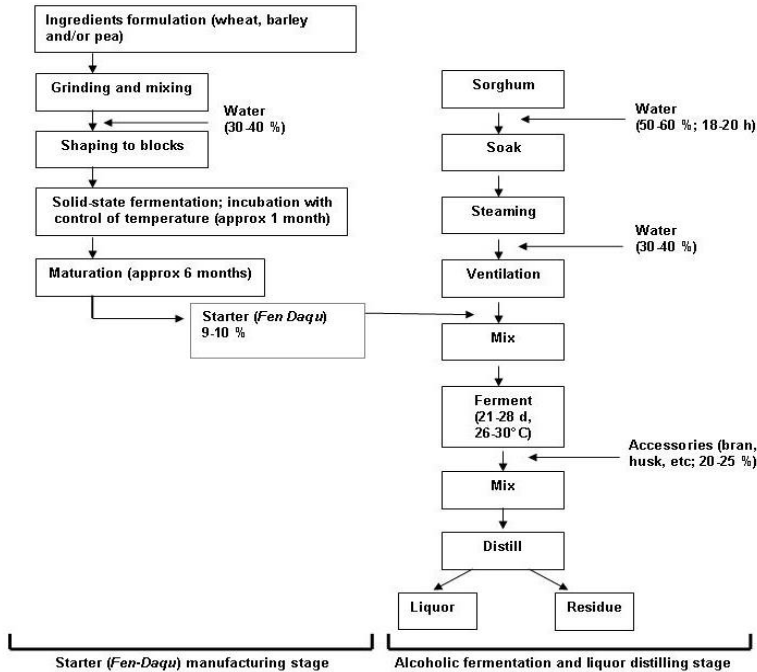 Ingredients formulation (wheat, barley
and/or pea)
Grinding and mixing
Water
(30-40 %)
Shaping to blocks
Solid-state fermentation; incubation with
control of temperature (approx 1 month)
Maturation (approx 6 months)
Starter (Fen Daqu)
9-10 %
Sorghum
Water
(50-60 %; 18-20 h)
Soak
Steaming
Water
(30-40 %)
Ventilation
Mix
Ferment
(21-28 d,
26-30°C)
Accessories (bran,
husk, etc; 20-25 %)
Mix
Distill
Liquor
Residue
Starter (Fen-Daqu) manufacturing stage
Alcoholic fermentation and liquor distilling stage